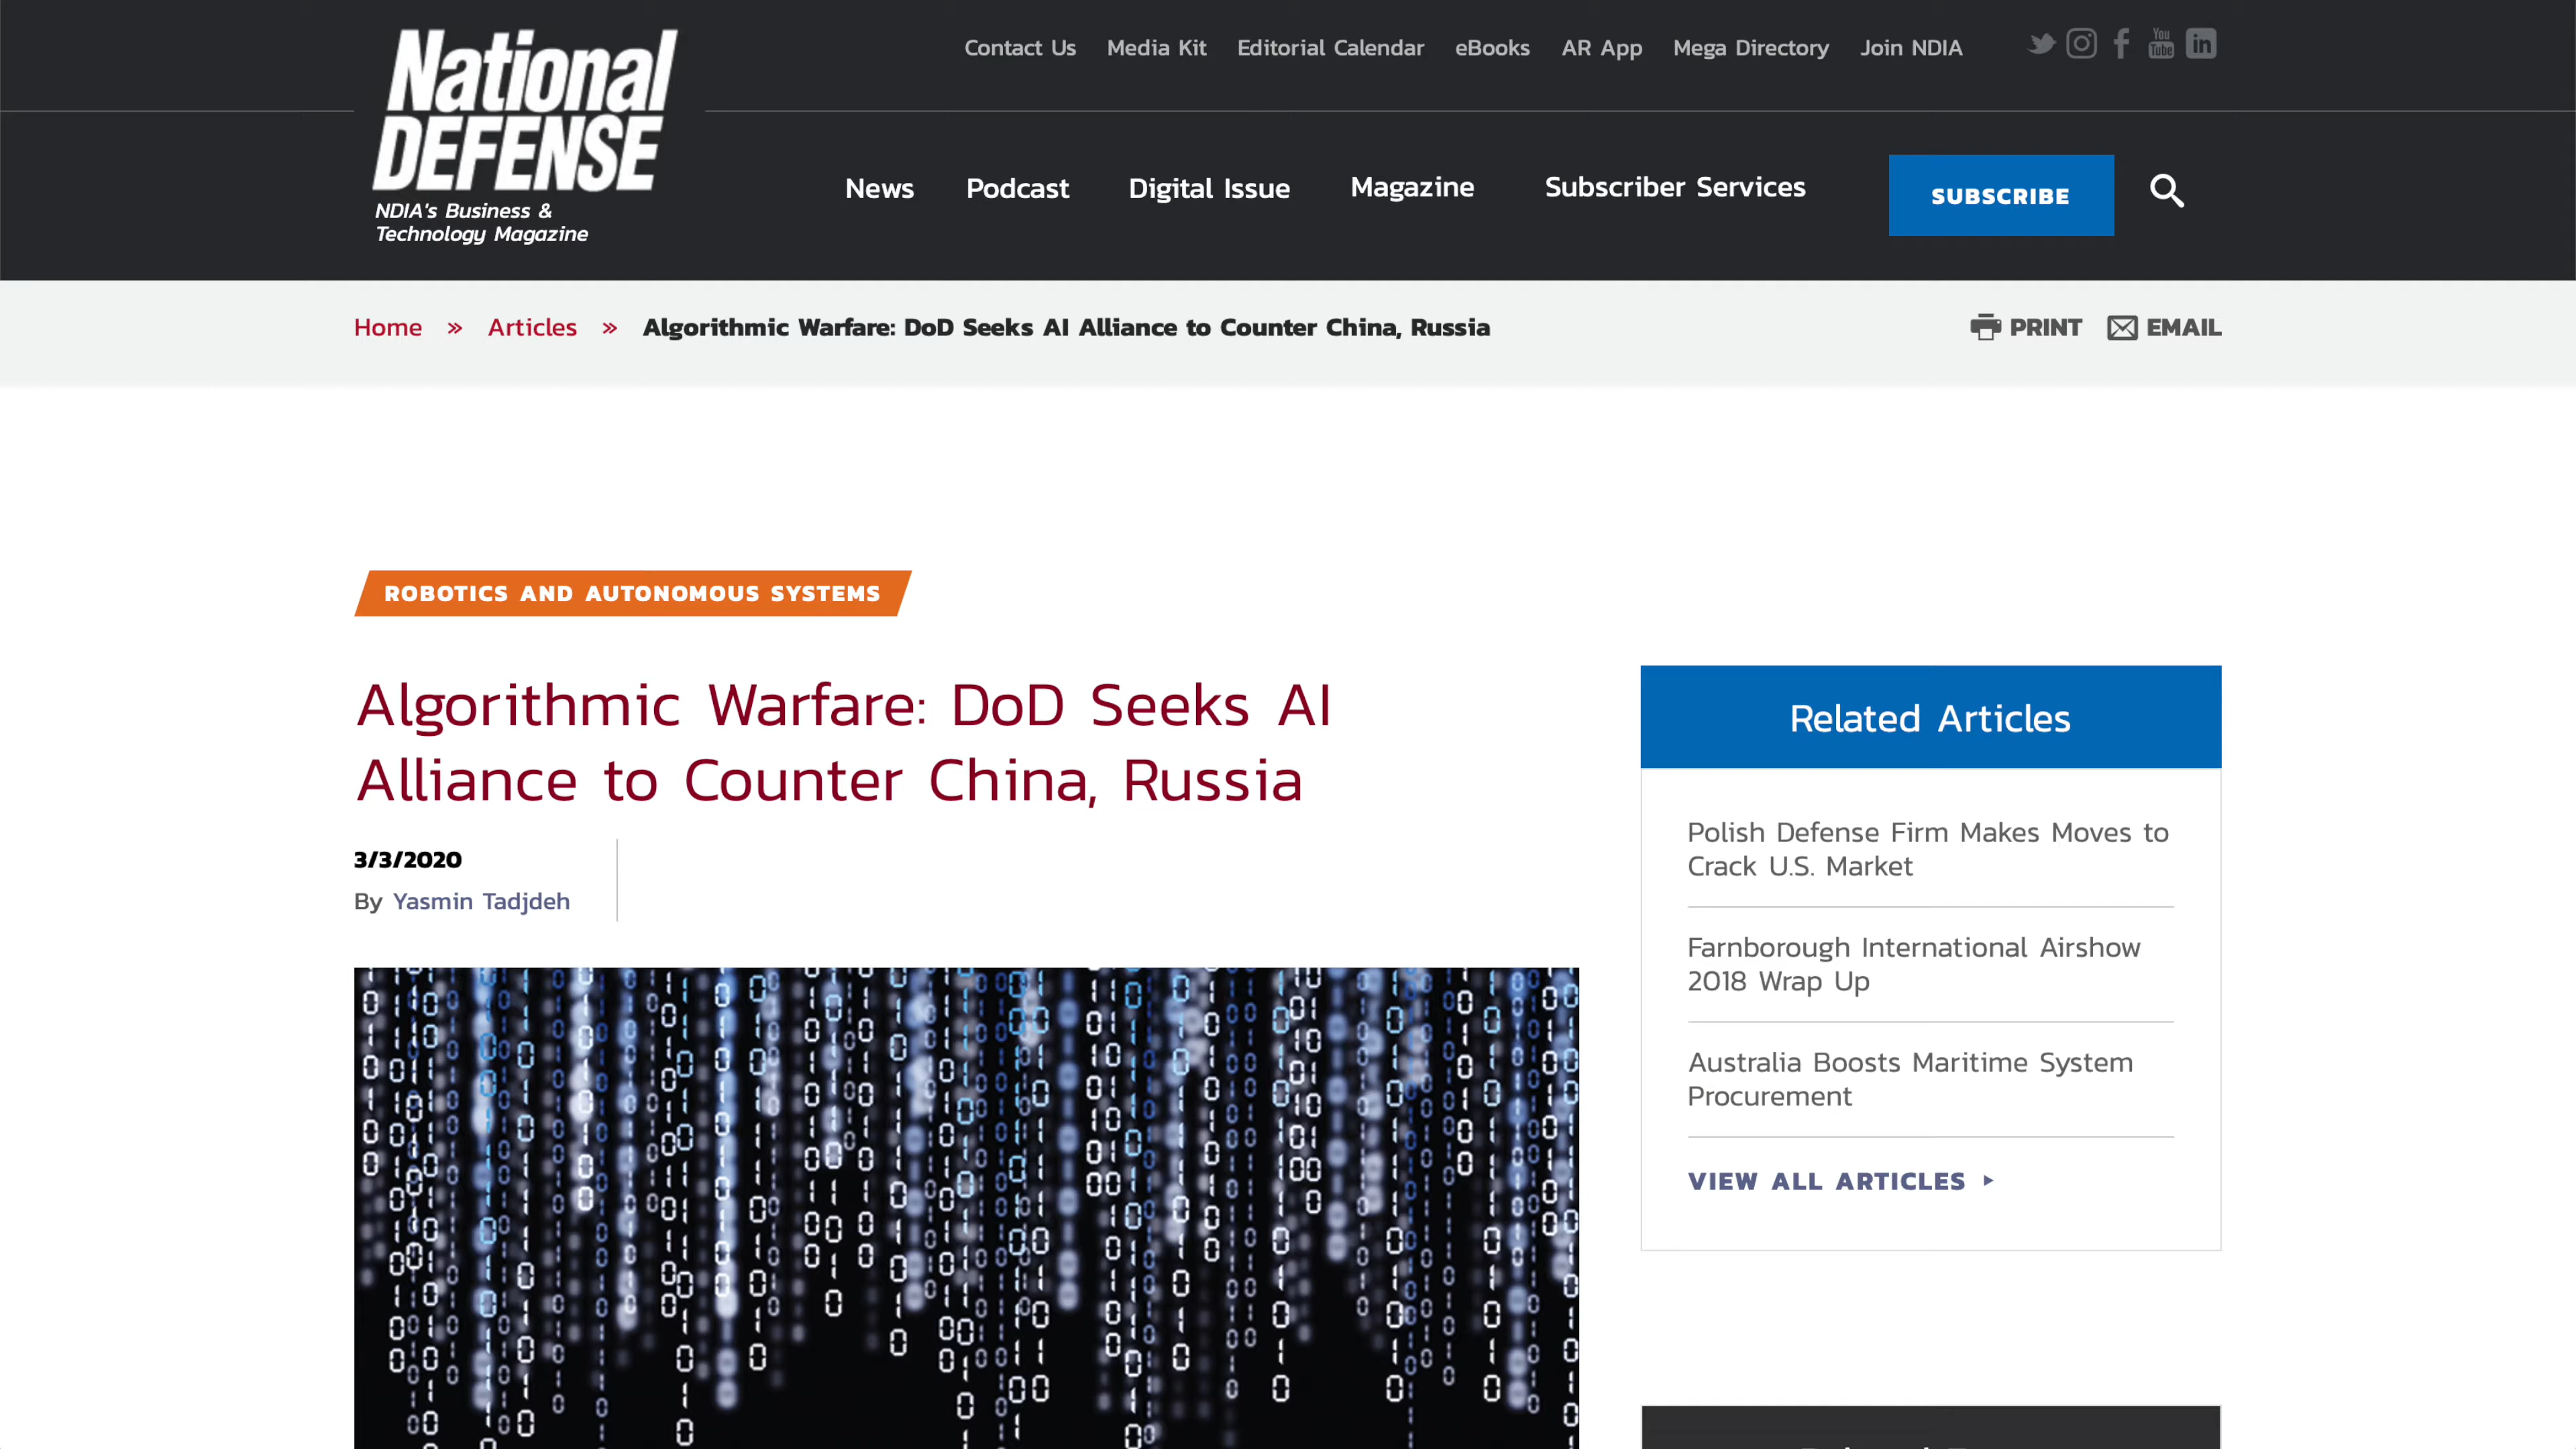 National
DEFENSE
NDIA's Business &
Technology Magazine
Contact Us Media Kit Editorial Calendar eBooks AR App Mega Directory Join NDIA
You
Tube
in
News Podcast Digital Issue Magazine Subscriber Services SUBSCRIBE
Home » Articles » Algorithmic Warfare: DoD Seeks AI Alliance to Counter China, Russia
PRINT EMAIL
ROBOTICS AND AUTONOMOUS SYSTEMS
Algorithmic Warfare: DoD Seeks AI
Alliance to Counter China, Russia
3/3/2020
By Yasmin Tadjdeh
Related Articles
Polish Defense Firm Makes Moves to
Crack U.S. Market
Farnborough International Airshow
2018 Wrap Up
Australia Boosts Maritime System
Procurement
VIEW ALL ARTICLES